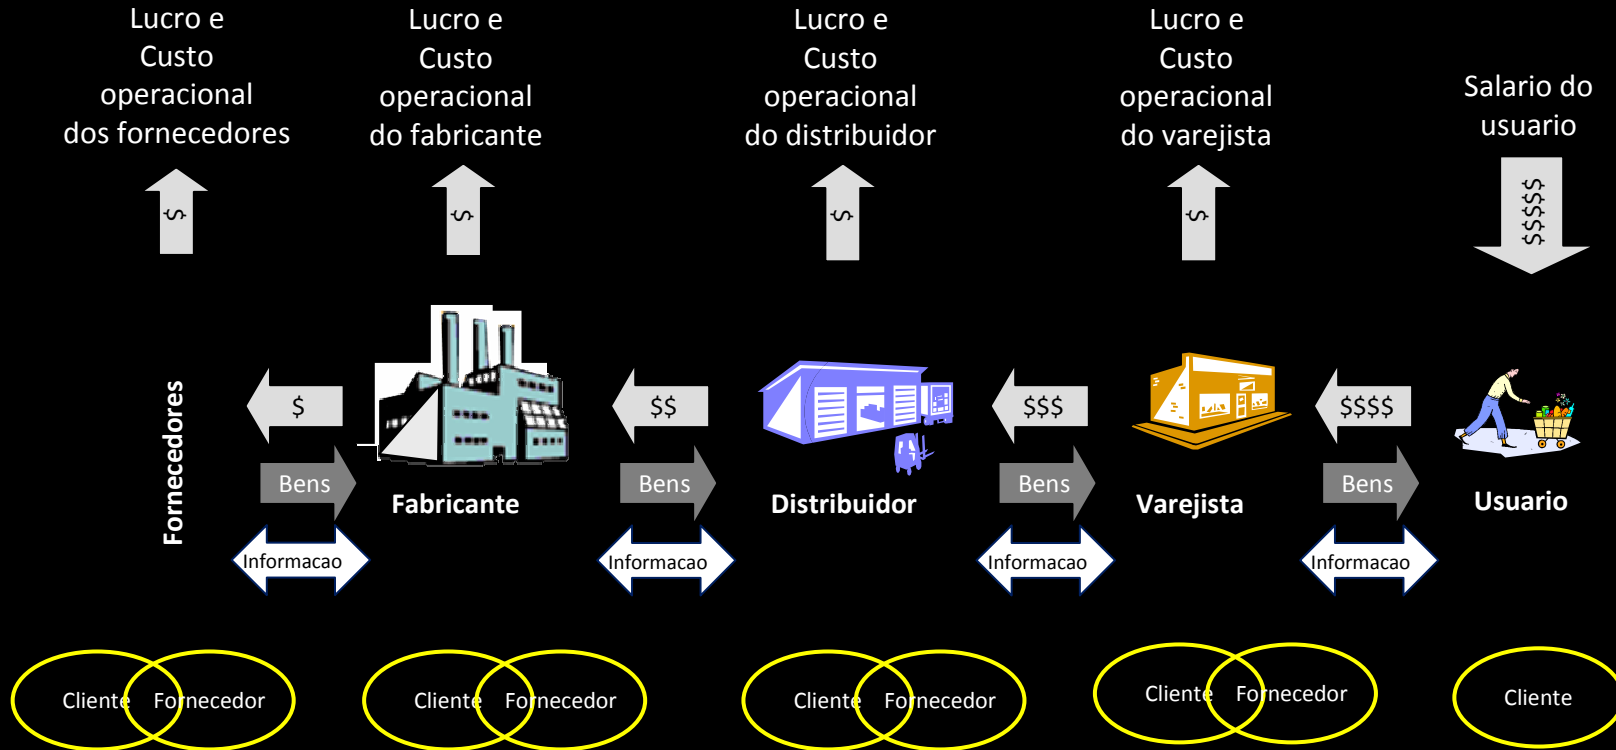 Lucro e
Custo
operacional
dos fornecedores
Lucro e
Custo
operacional
do fabricante
Lucro e
Custo
operacional
do distribuidor
Lucro e
Custo
operacional
do varejista
Salario do
usuario
$
$
$
$
$$$$$
Fornecedores
$
$$
$$$
$$$$
Bens
Bens
Bens
Bens
Fabricante
Distribuidor
Varejista
Usuario
Informacao
Informacao
Informacao
Informacao
Cliente
Fornecedor
Cliente
Fornecedor
Cliente
Fornecedor
Cliente
Fornecedor
Cliente